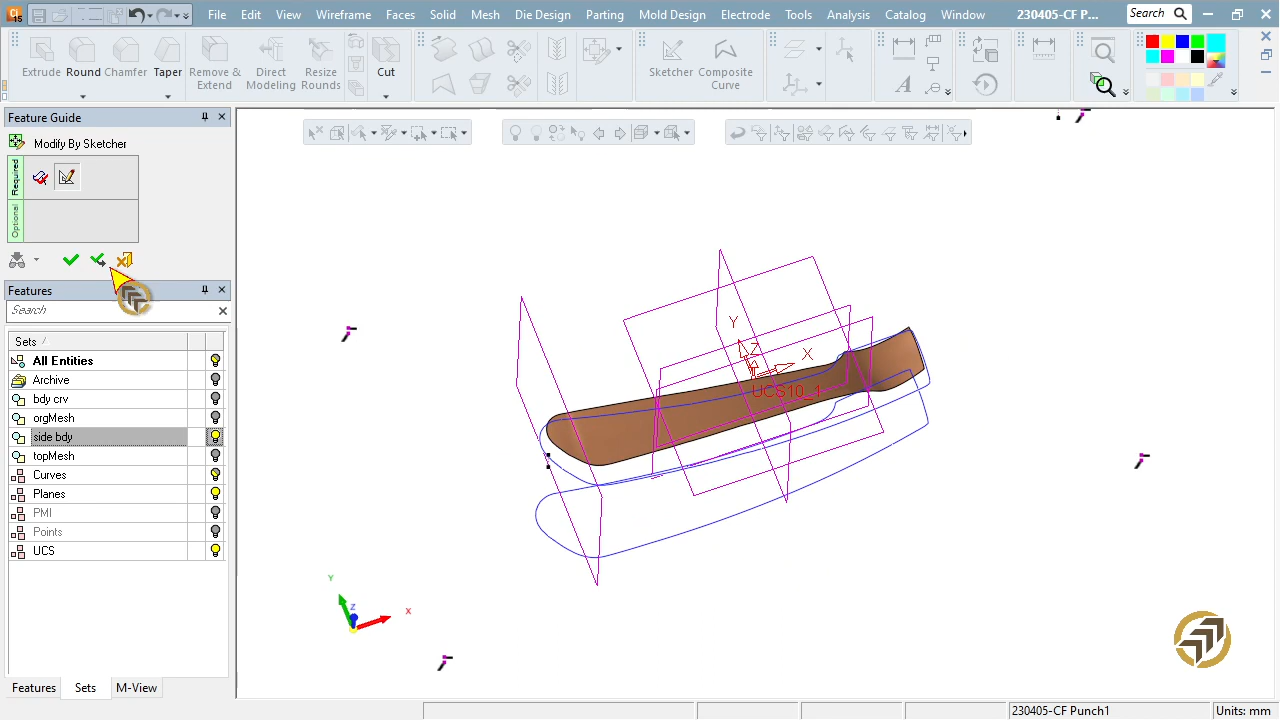 File Edit View Wireframe Faces Solid Mesh Die Design Parting Mold Design Electrode Tools Analysis Catalog Window 230405-CF P... Search
Extrude Round Chamfer Taper Remove & Extend Direct Modeling Resize Rounds Cut Sketcher Composite Curve
Feature Guide
Modify By Sketcher
Required
Optional
Features
Search
Sets
All Entities
Archive
bdy crv
orgMesh
side bdy
topMesh
Curves
Planes
PMI
Points
UCS
Features Sets M-View
Y
Z
X
UCS10_1
Y
Z
X
230405-CF Punch1 Units: mm